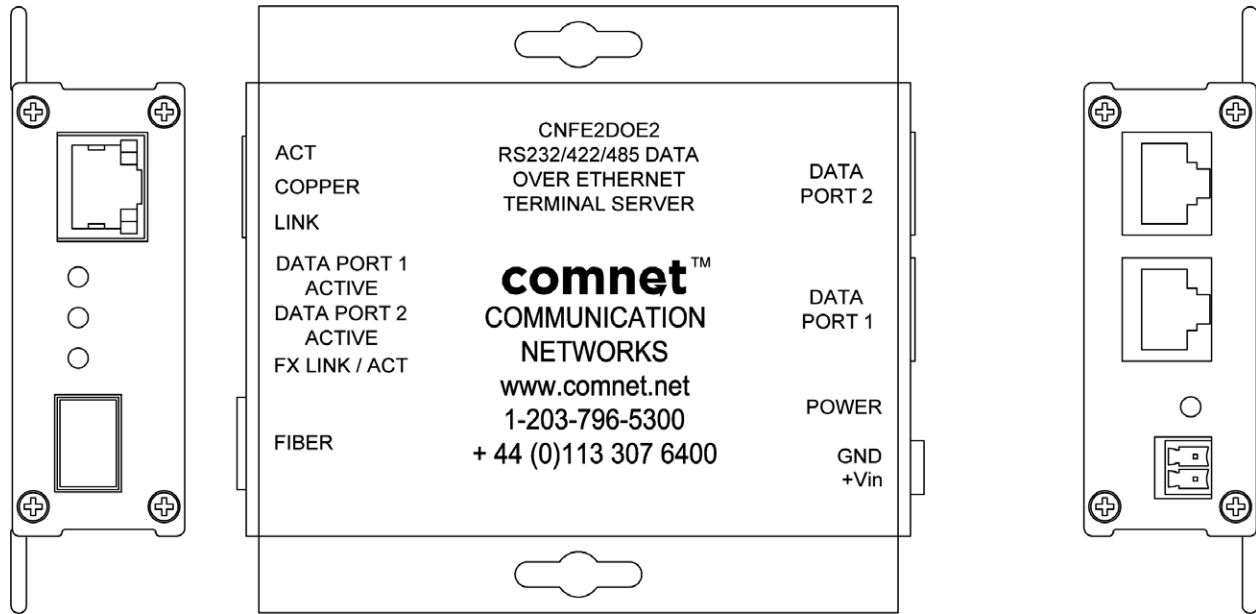 ACT
COPPER
LINK
DATA PORT 1
ACTIVE
DATA PORT 2
ACTIVE
FX LINK / ACT
FIBER
CNFE2DOE2
RS232/422/485 DATA
OVER ETHERNET
TERMINAL SERVER
comnet™
COMMUNICATION
NETWORKS
www.comnet.net
1-203-796-5300
+ 44 (0)113 307 6400
DATA
PORT 2
DATA
PORT 1
POWER
GND
+Vin